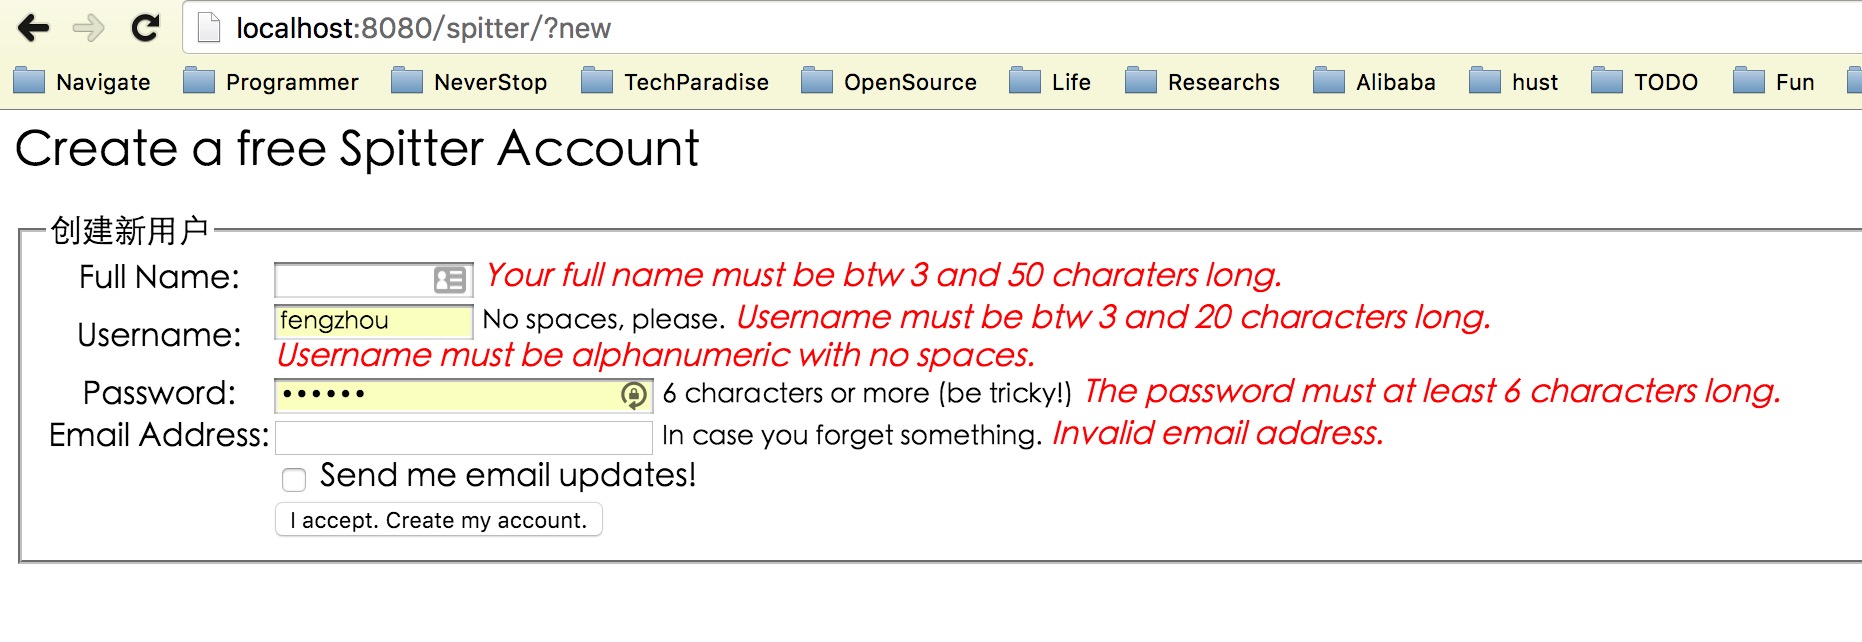 localhost:8080/spitter/?new
Navigate Programmer NeverStop TechParadise OpenSource Life Researchs Alibaba hust TODO Fun
Create a free Spitter Account
创建新用户
Full Name: Your full name must be btw 3 and 50 charaters long.
Username: fengzhou No spaces, please. Username must be btw 3 and 20 characters long.
Username must be alphanumeric with no spaces.
Password: •••••• 6 characters or more (be tricky!) The password must at least 6 characters long.
Email Address: In case you forget something. Invalid email address.
Send me email updates!
I accept. Create my account.